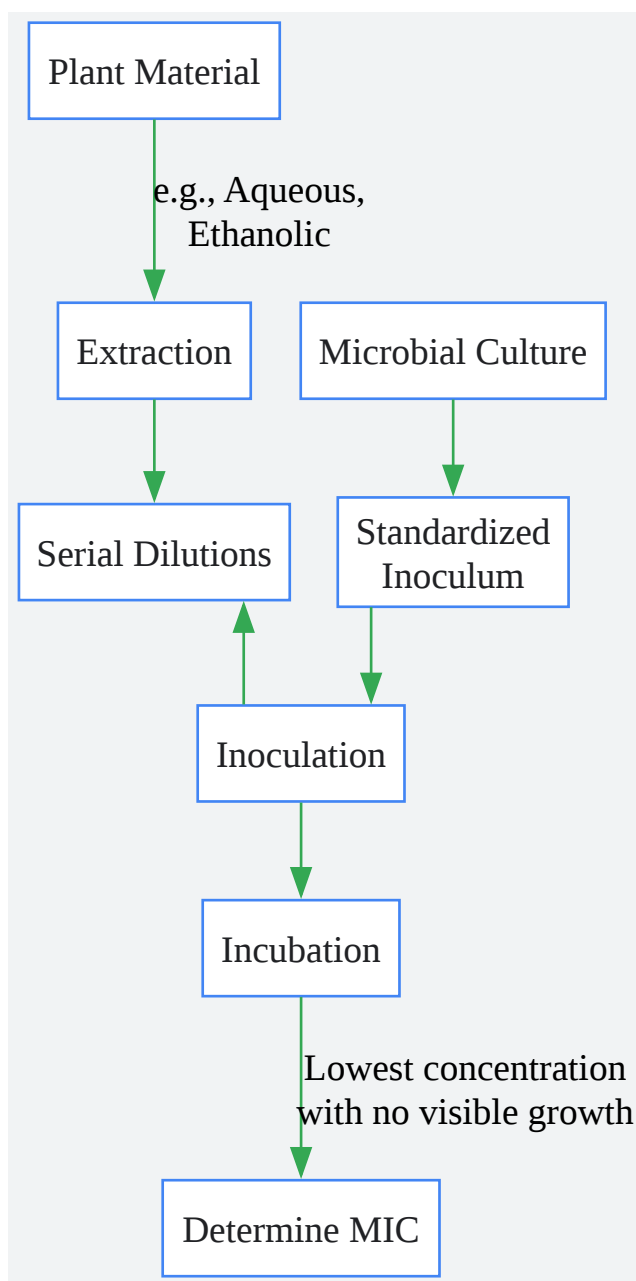 Plant Material
e.g., Aqueous,
Ethanolic
Extraction
Microbial Culture
Serial Dilutions
Standardized
Inoculum
Inoculation
Incubation
Lowest concentration
with no visible growth
Determine MIC